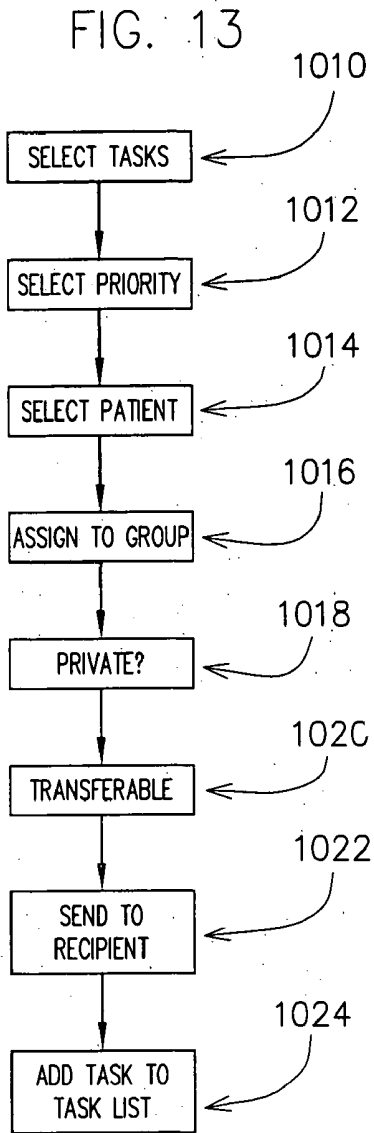 FIG. 13
1010
SELECT TASKS
1012
SELECT PRIORITY
1014
SELECT PATIENT
1016
ASSIGN TO GROUP
1018
PRIVATE?
1020
TRANSFERABLE
1022
SEND TO
RECIPIENT
1024
ADD TASK TO
TASK LIST